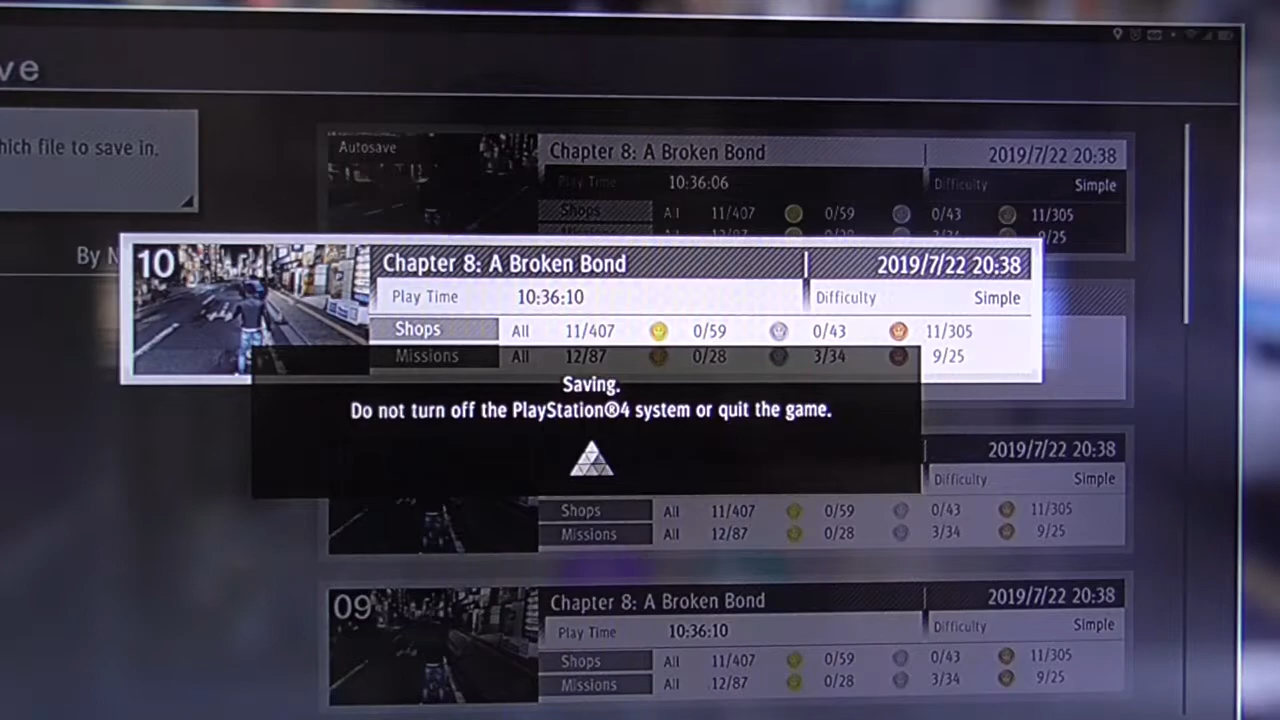 ve
hich file to save in.
Autosave
Chapter 8: A Broken Bond 2019/7/22 20:38
Play Time 10:36:06 Difficulty Simple
Shops All 11/407 0/59 0/43 11/305
9/25
By N
10
Chapter 8: A Broken Bond 2019/7/22 20:38
Play Time 10:36:10 Difficulty Simple
Shops All 11/407 0/59 0/43 11/305
Missions All 12/87 0/28 3/34 9/25
Saving.
Do not turn off the PlayStation®4 system or quit the game.
2019/7/22 20:38
Difficulty Simple
Shops All 11/407 0/59 0/43 11/305
Missions All 12/87 0/28 3/34 9/25
09
Chapter 8: A Broken Bond 2019/7/22 20:38
Play Time 10:36:10 Difficulty Simple
Shops All 11/407 0/59 0/43 11/305
Missions All 12/87 0/28 3/34 9/25